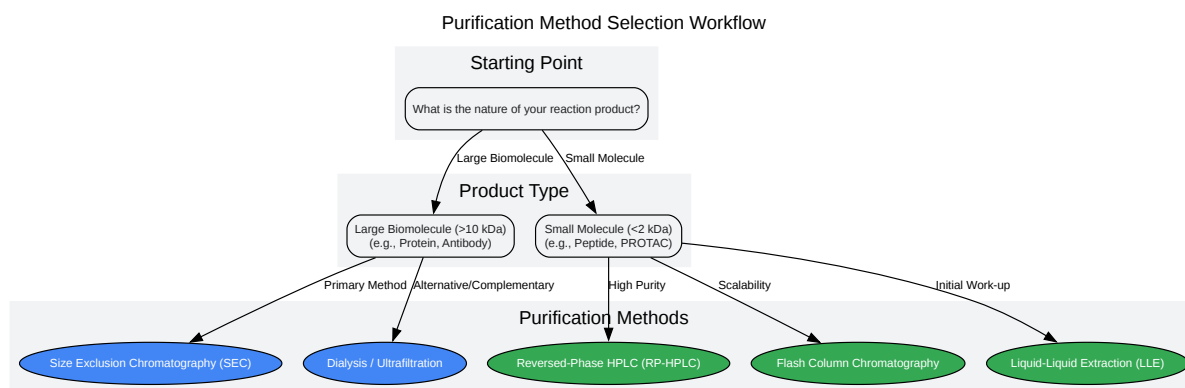 Purification Method Selection Workflow
Starting Point
What is the nature of your reaction product?
Large Biomolecule
Small Molecule
Product Type
Large Biomolecule (>10 kDa)
(e.g., Protein, Antibody)
Small Molecule (<2 kDa)
(e.g., Peptide, PROTAC)
Primary Method
Alternative/Complementary
High Purity
Scalability
Initial Work-up
Purification Methods
Size Exclusion Chromatography (SEC)
Dialysis / Ultrafiltration
Reversed-Phase HPLC (RP-HPLC)
Flash Column Chromatography
Liquid-Liquid Extraction (LLE)